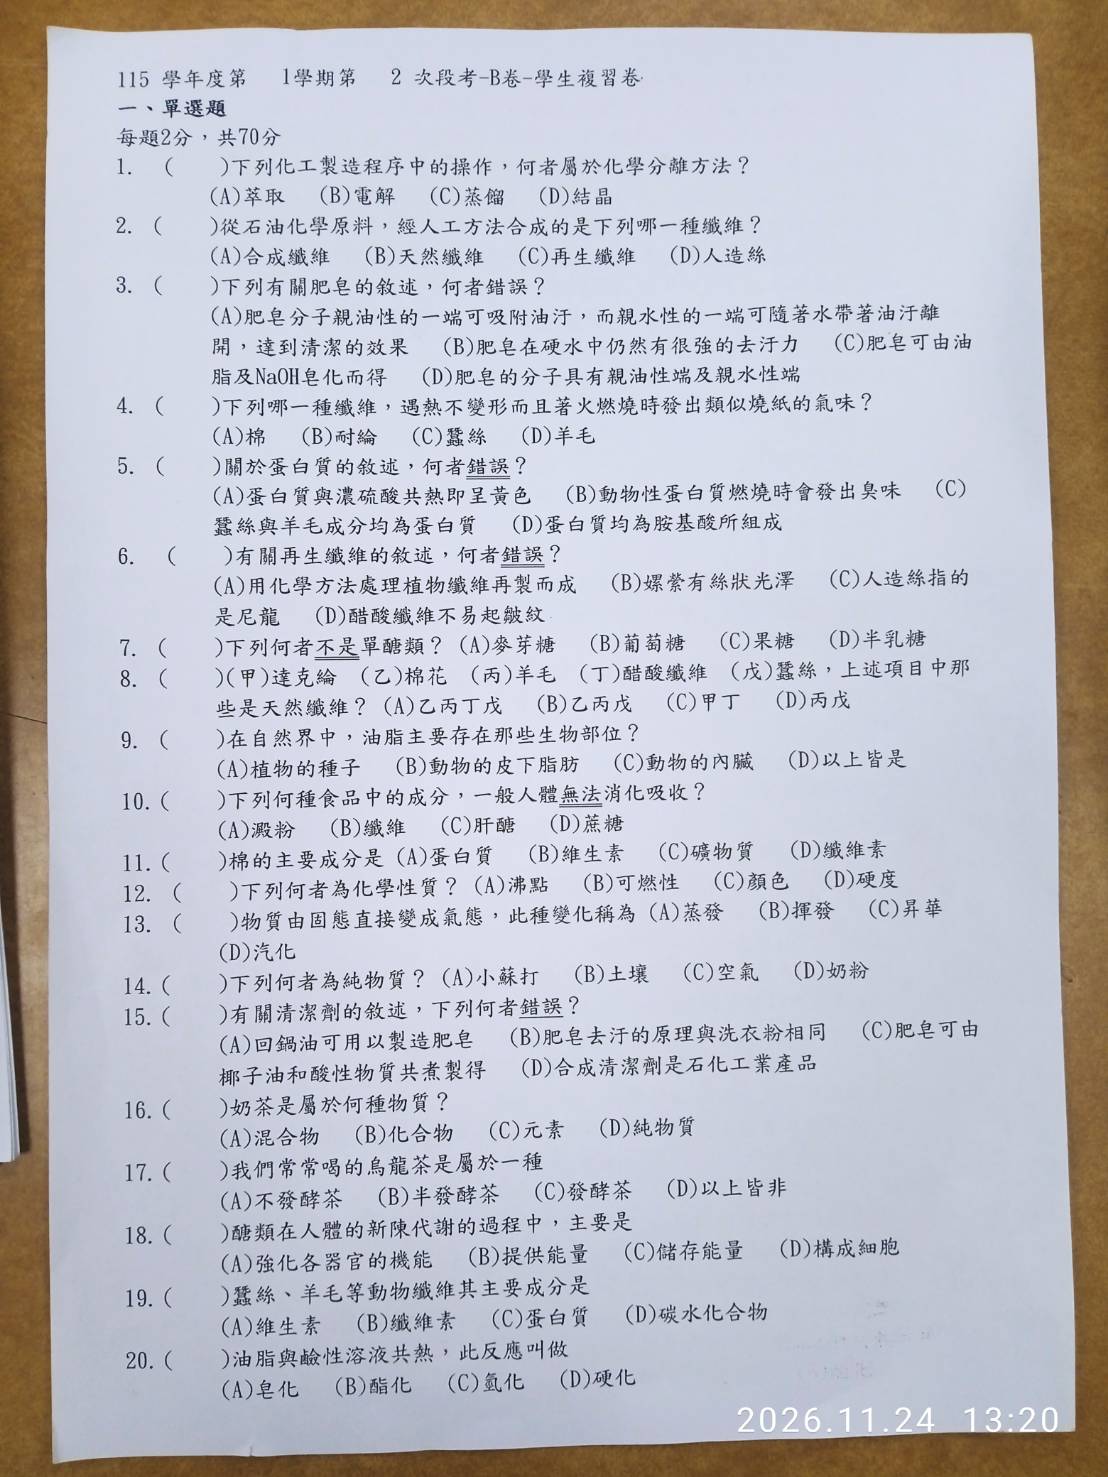 115 學年度第 1學期第 2 次段考-B卷-學生複習卷
一、單選題
每題2分，共70分
1. ( )下列化工製造程序中的操作，何者屬於化學分離方法？
(A)萃取 (B)電解 (C)蒸餾 (D)結晶
2. ( )從石油化學原料，經人工方法合成的是下列哪一種纖維？
(A)合成纖維 (B)天然纖維 (C)再生纖維 (D)人造絲
3. ( )下列有關肥皂的敘述，何者錯誤？
(A)肥皂分子親油性的一端可吸附油汙，而親水性的一端可隨著水帶著油汙離
開，達到清潔的效果 (B)肥皂在硬水中仍然有很強的去汙力 (C)肥皂可由油
脂及NaOH皂化而得 (D)肥皂的分子具有親油性端及親水性端
4. ( )下列哪一種纖維，遇熱不變形而且著火燃燒時發出類似燒紙的氣味？
(A)棉 (B)耐綸 (C)蠶絲 (D)羊毛
5. ( )關於蛋白質的敘述，何者錯誤？
(A)蛋白質與濃硫酸共熱即呈黃色 (B)動物性蛋白質燃燒時會發出臭味 (C)
蠶絲與羊毛成分均為蛋白質 (D)蛋白質均為胺基酸所組成
6. ( )有關再生纖維的敘述，何者錯誤？
(A)用化學方法處理植物纖維再製而成 (B)嫘縈有絲狀光澤 (C)人造絲指的
是尼龍 (D)醋酸纖維不易起皺紋
7. ( )下列何者不是單醣類？(A)麥芽糖 (B)葡萄糖 (C)果糖 (D)半乳糖
8. ( )(甲)達克綸 (乙)棉花 (丙)羊毛 (丁)醋酸纖維 (戊)蠶絲，上述項目中那
些是天然纖維？(A)乙丙丁戊 (B)乙丙戊 (C)甲丁 (D)丙戊
9. ( )在自然界中，油脂主要存在那些生物部位？
(A)植物的種子 (B)動物的皮下脂肪 (C)動物的內臟 (D)以上皆是
10. ( )下列何種食品中的成分，一般人體無法消化吸收？
(A)澱粉 (B)纖維 (C)肝醣 (D)蔗糖
11. ( )棉的主要成分是 (A)蛋白質 (B)維生素 (C)礦物質 (D)纖維素
12. ( )下列何者為化學性質？(A)沸點 (B)可燃性 (C)顏色 (D)硬度
13. ( )物質由固態直接變成氣態，此種變化稱為 (A)蒸發 (B)揮發 (C)昇華
(D)汽化
14. ( )下列何者為純物質？(A)小蘇打 (B)土壤 (C)空氣 (D)奶粉
15. ( )有關清潔劑的敘述，下列何者錯誤？
(A)回鍋油可用以製造肥皂 (B)肥皂去汙的原理與洗衣粉相同 (C)肥皂可由
椰子油和酸性物質共煮製得 (D)合成清潔劑是石化工業產品
16. ( )奶茶是屬於何種物質？
(A)混合物 (B)化合物 (C)元素 (D)純物質
17. ( )我們常常喝的烏龍茶是屬於一種
(A)不發酵茶 (B)半發酵茶 (C)發酵茶 (D)以上皆非
18. ( )醣類在人體的新陳代謝的過程中，主要是
(A)強化各器官的機能 (B)提供能量 (C)儲存能量 (D)構成細胞
19. ( )蠶絲、羊毛等動物纖維其主要成分是
(A)維生素 (B)纖維素 (C)蛋白質 (D)碳水化合物
20. ( )油脂與鹼性溶液共熱，此反應叫做
(A)皂化 (B)酯化 (C)氫化 (D)硬化
2026.11.24 13:20